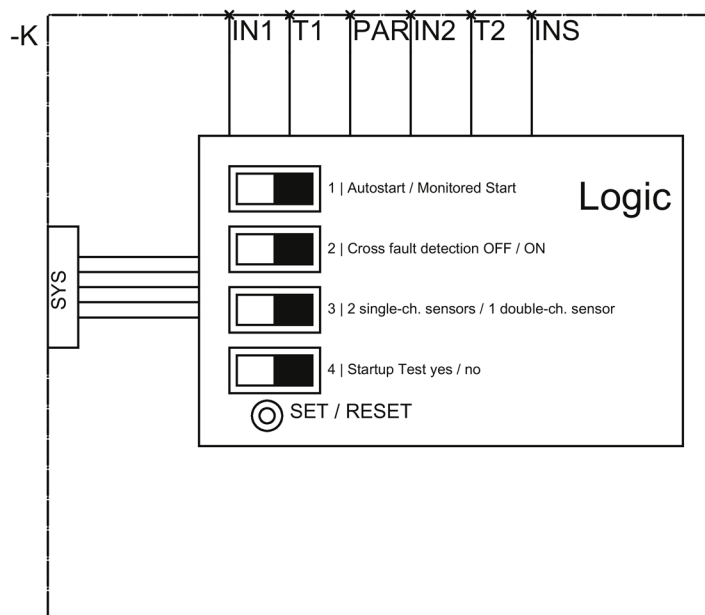 -K
IN1 T1 PAR IN2 T2 INS
Logic
1 | Autostart / Monitored Start
2 | Cross fault detection OFF / ON
SYS
3 | 2 single-ch. sensors / 1 double-ch. sensor
4 | Startup Test yes / no
SET / RESET